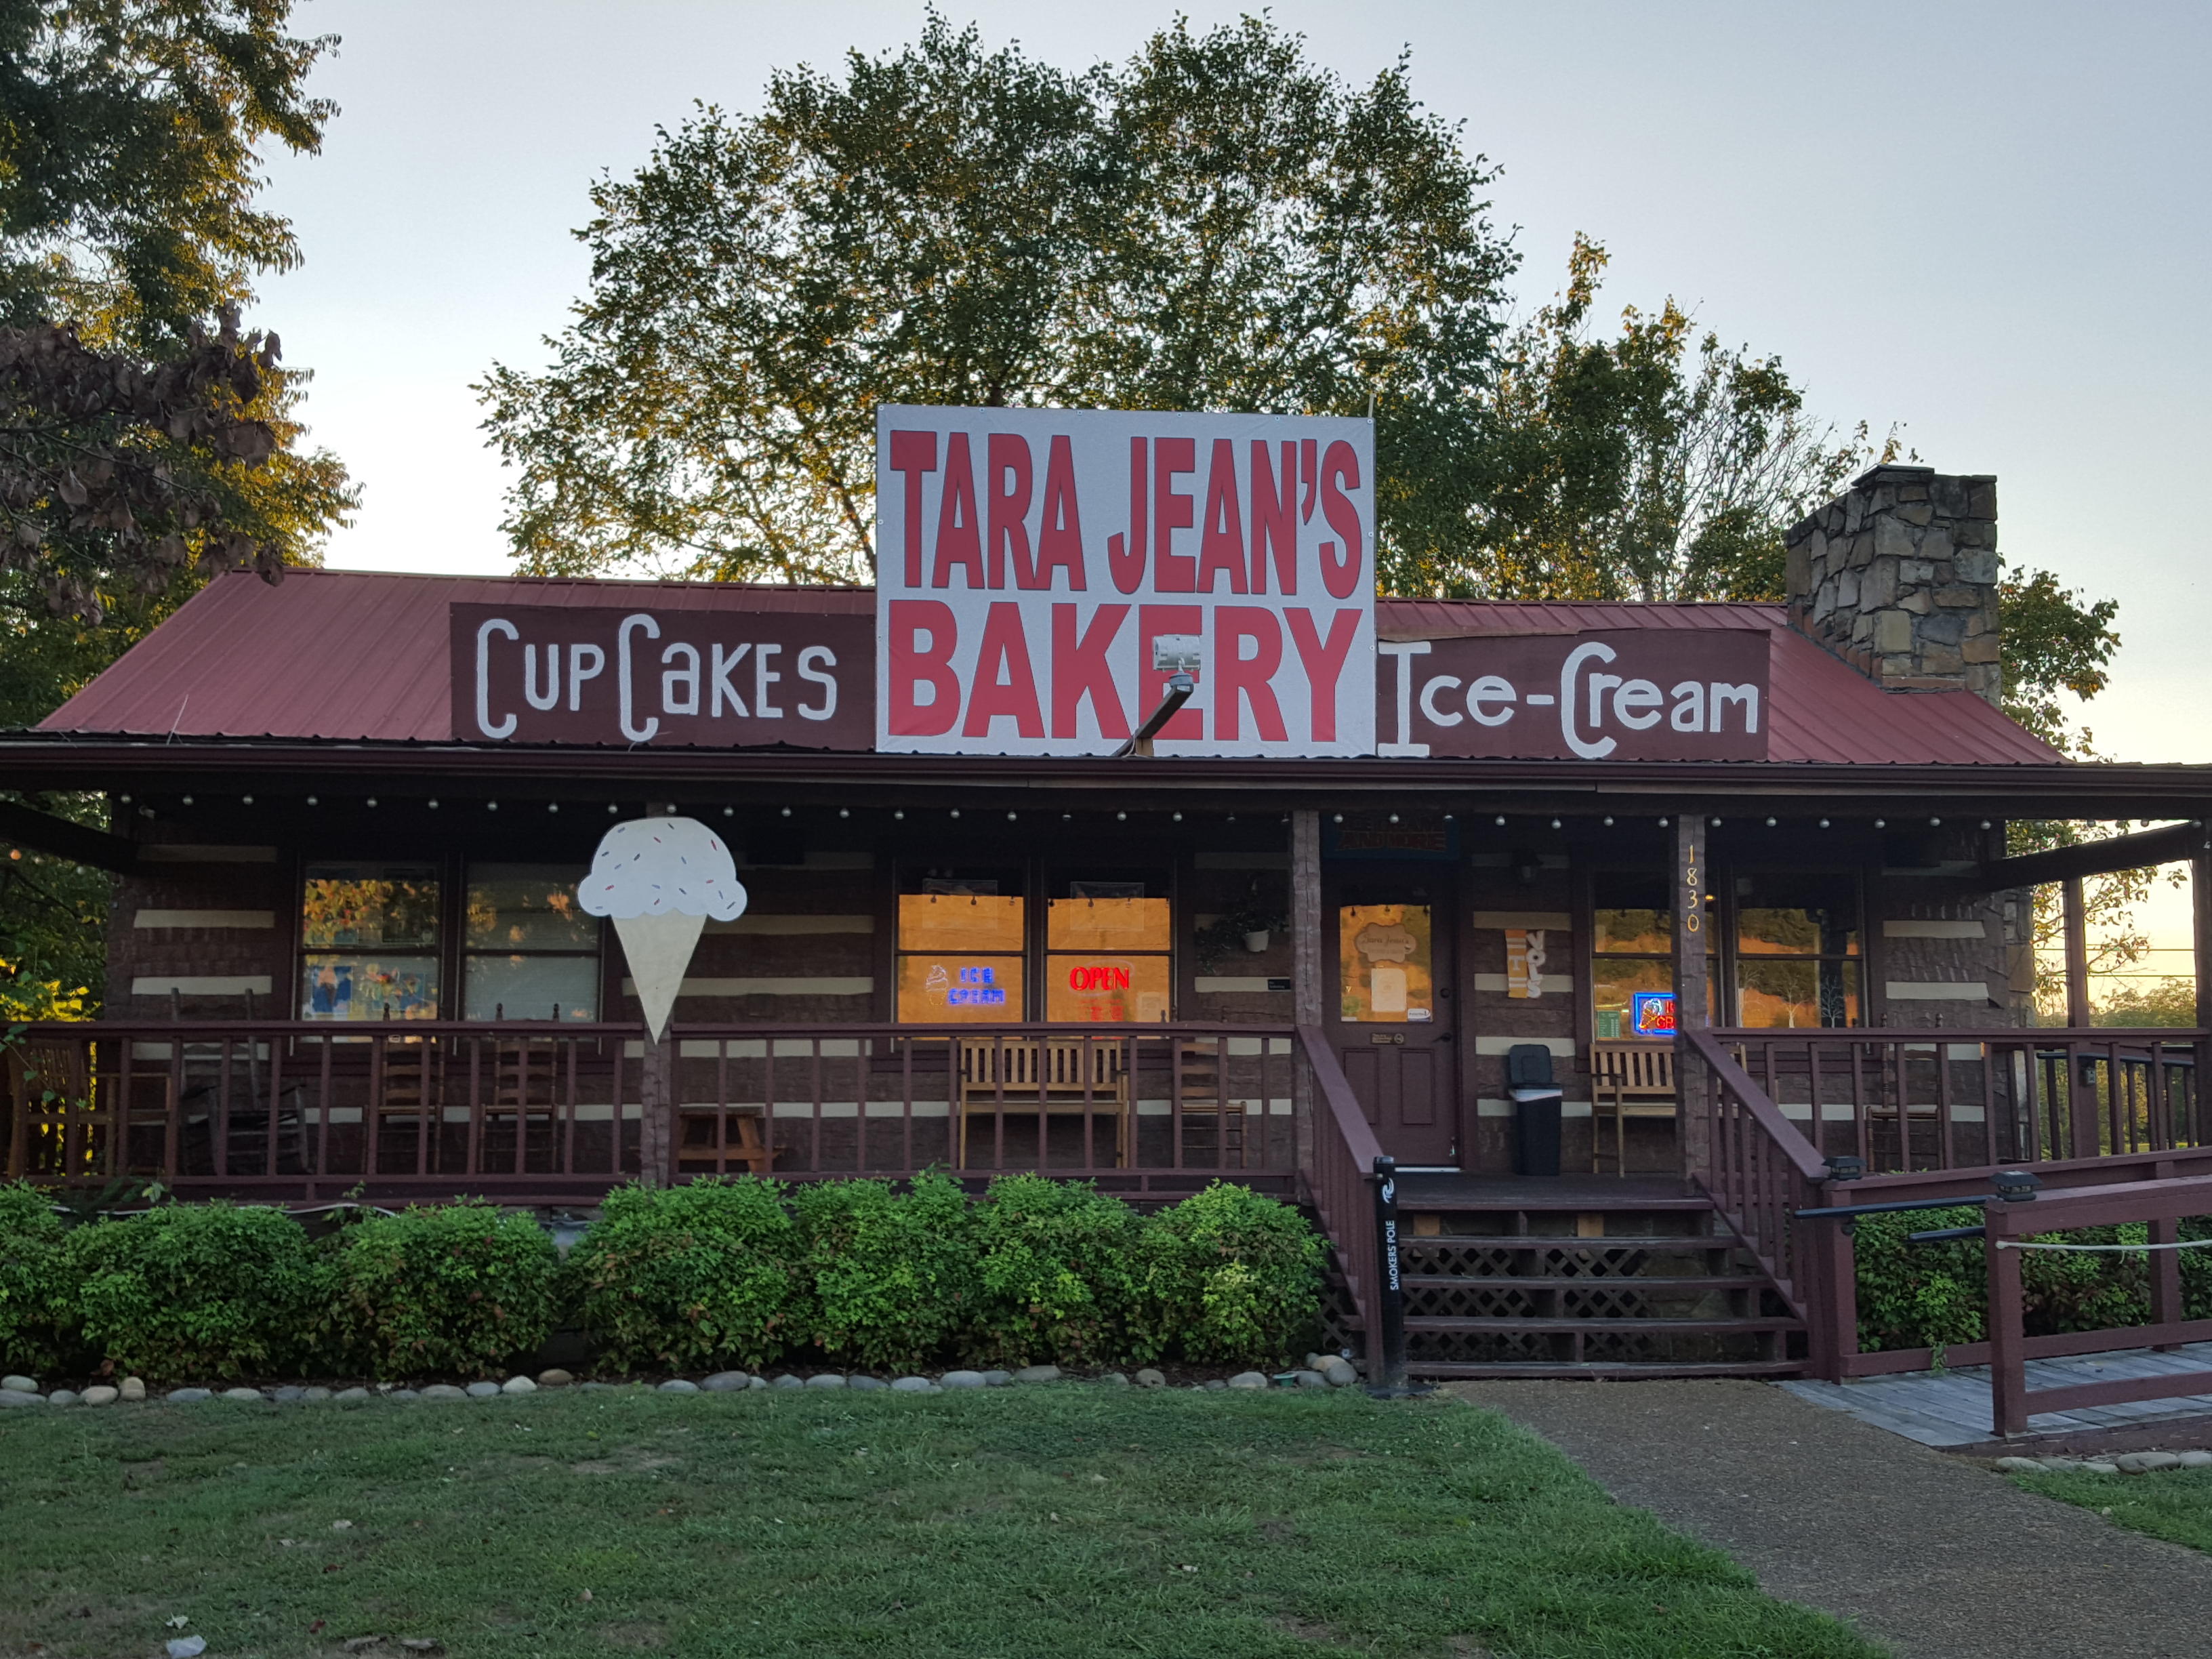 TARA JEAN'S
BAKERY
CupCakes
Ice-Cream
1830
ICE
CREAM
OPEN
VOLS
SMOKERS POLE